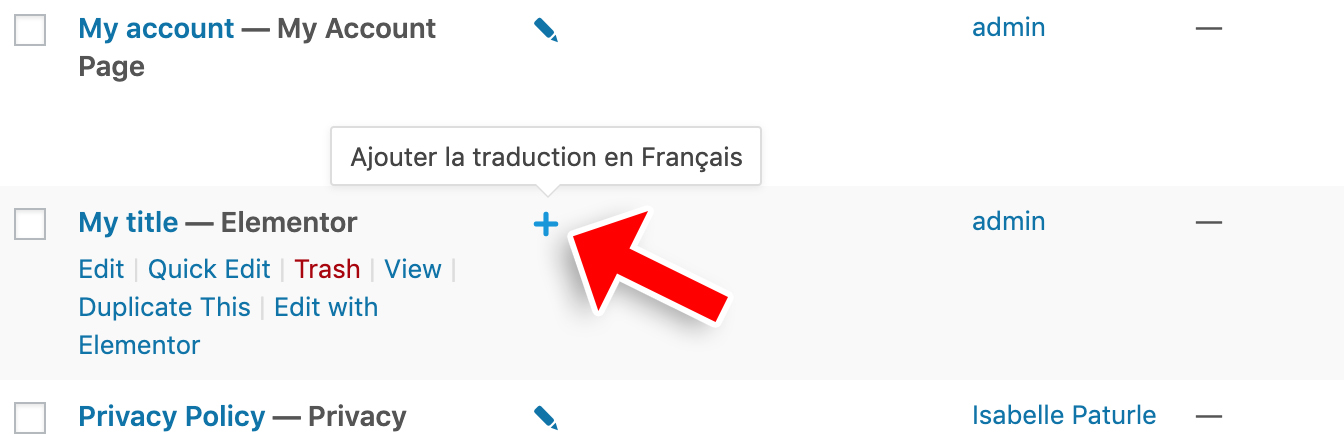 My account — My Account admin —
Page
Ajouter la traduction en Français
My title — Elementor admin —
Edit | Quick Edit | Trash | View |
Duplicate This | Edit with
Elementor
Privacy Policy — Privacy Isabelle Paturle —